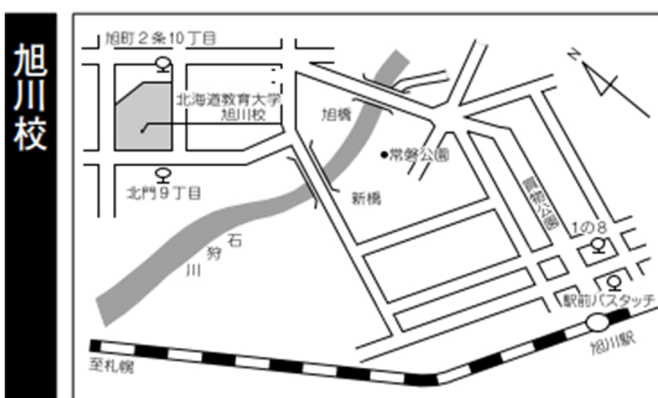 旭川校
旭町2条10丁目
N
北海道教育大学
旭川校
旭橋
●常磐公園
北門9丁目
新橋
買物公園
石狩川
1の8
駅前バスタッチ
旭川駅
至札幌